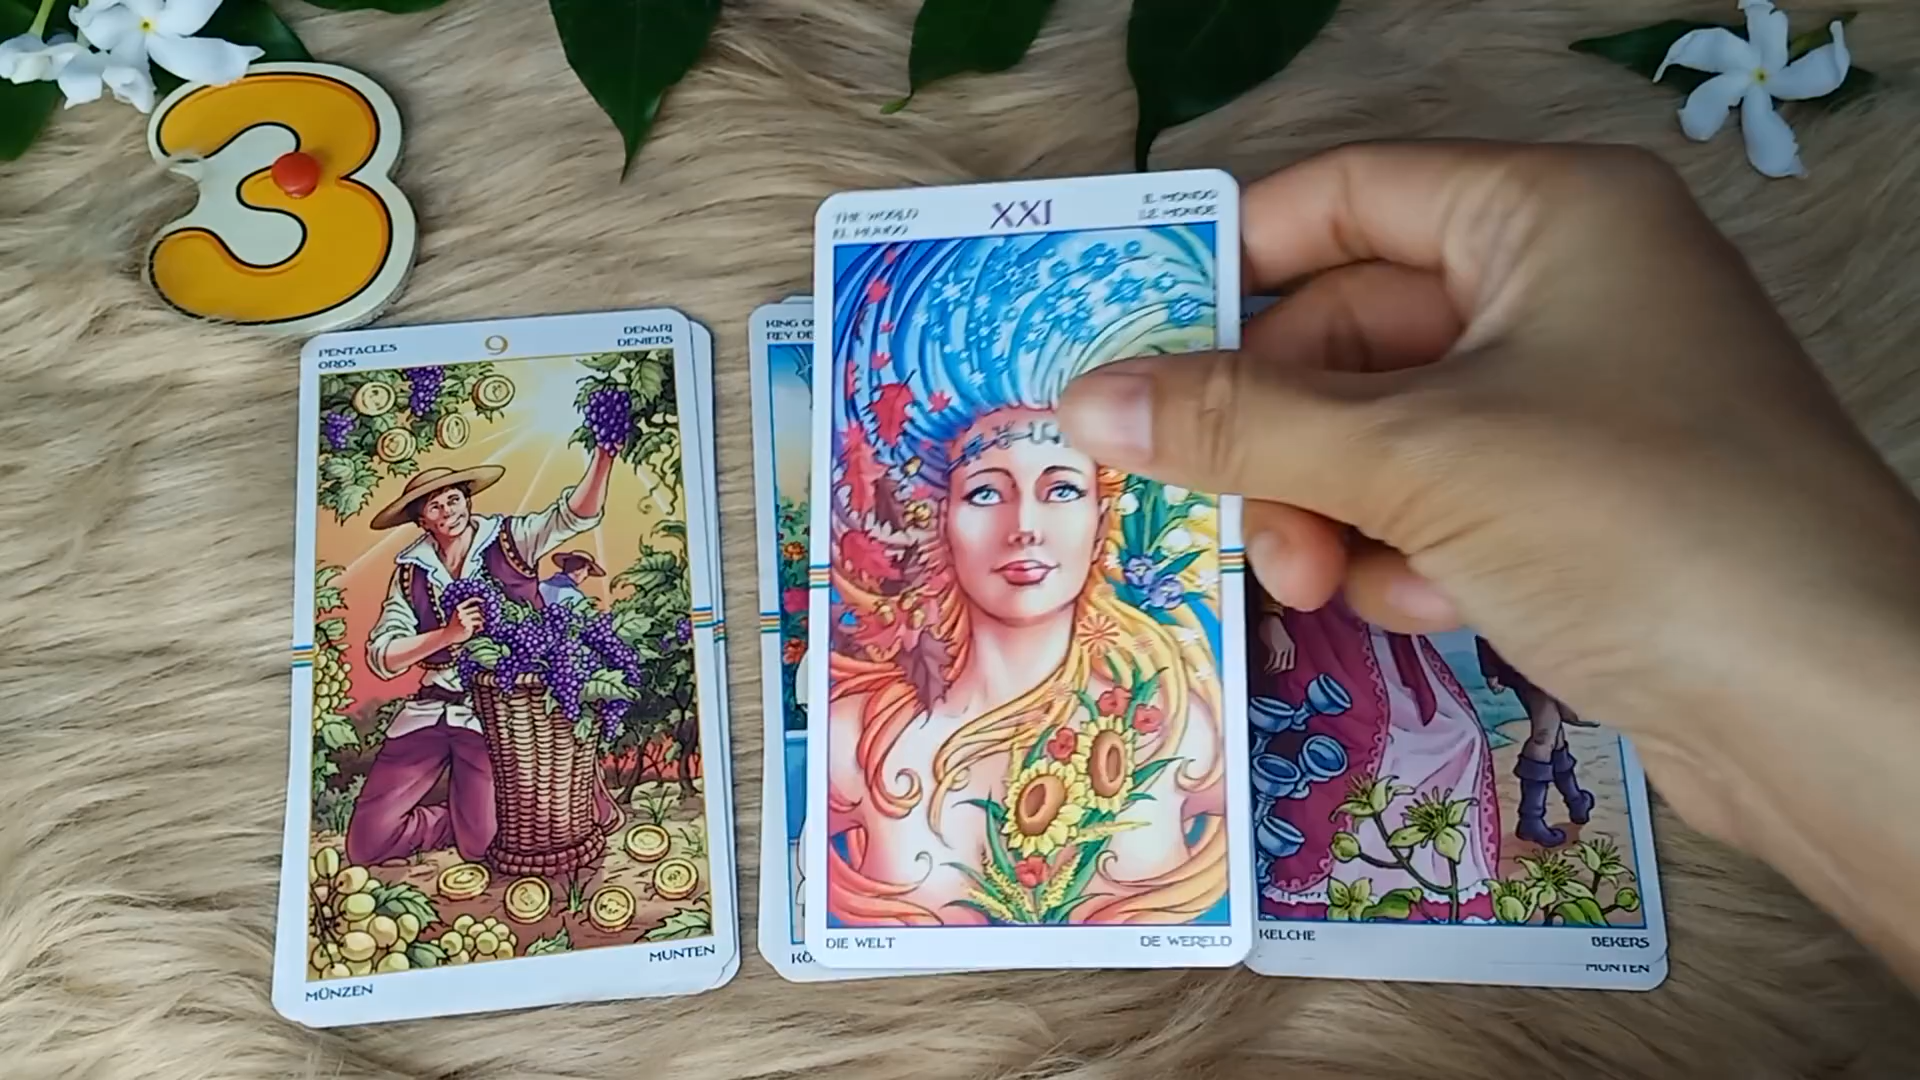 3
PENTACLES
OROS
9
DENARI
DENIERS
MÜNZEN
MUNTEN
KING O
REY DE
KÖ
THE WORLD
EL MUNDO
XXI
IL MONDO
LE MONDE
DIE WELT
DE WERELD
KELCHE
BEKERS
MUNTEN